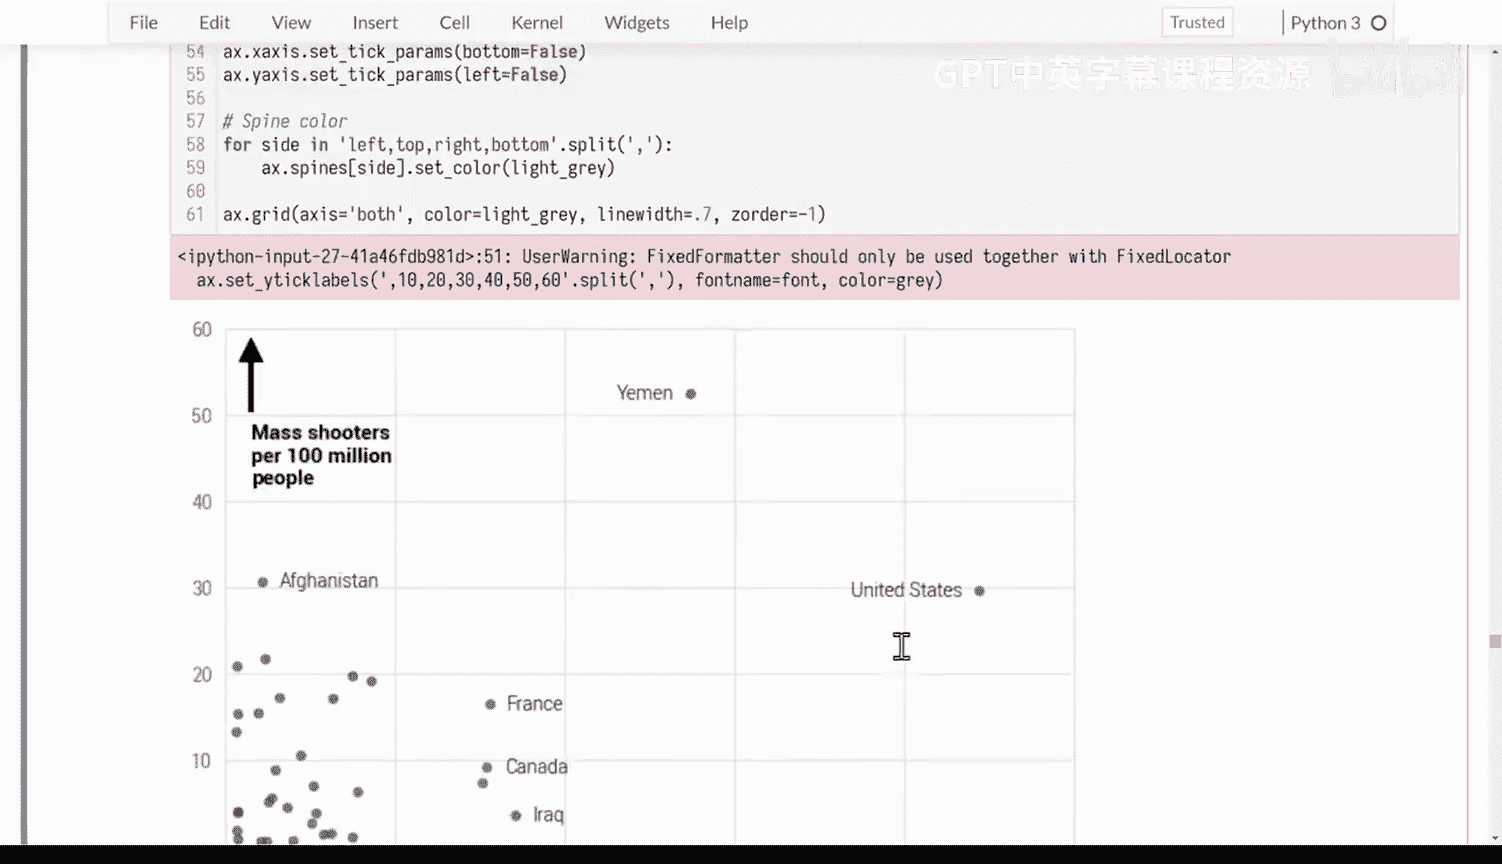 File Edit View Insert Cell Kernel Widgets Help Trusted Python 3
54 ax.xaxis.set_tick_params(bottom=False)
55 ax.yaxis.set_tick_params(left=False)
GPT中英字幕课程资源 bilibili
56
57 # Spine color
58 for side in 'left,top,right,bottom'.split(','):
59 ax.spines[side].set_color(light_grey)
60
61 ax.grid(axis='both', color=light_grey, linewidth=.7, zorder=-1)
<ipython-input-27-41a46fdb981d>:51: UserWarning: FixedFormatter should only be used together with FixedLocator
ax.set_yticklabels(',10,20,30,40,50,60'.split(','), fontname=font, color=grey)
60
Yemen
50
Mass shooters
per 100 million
people
40
Afghanistan
30
United States
20
France
10
Canada
Iraq